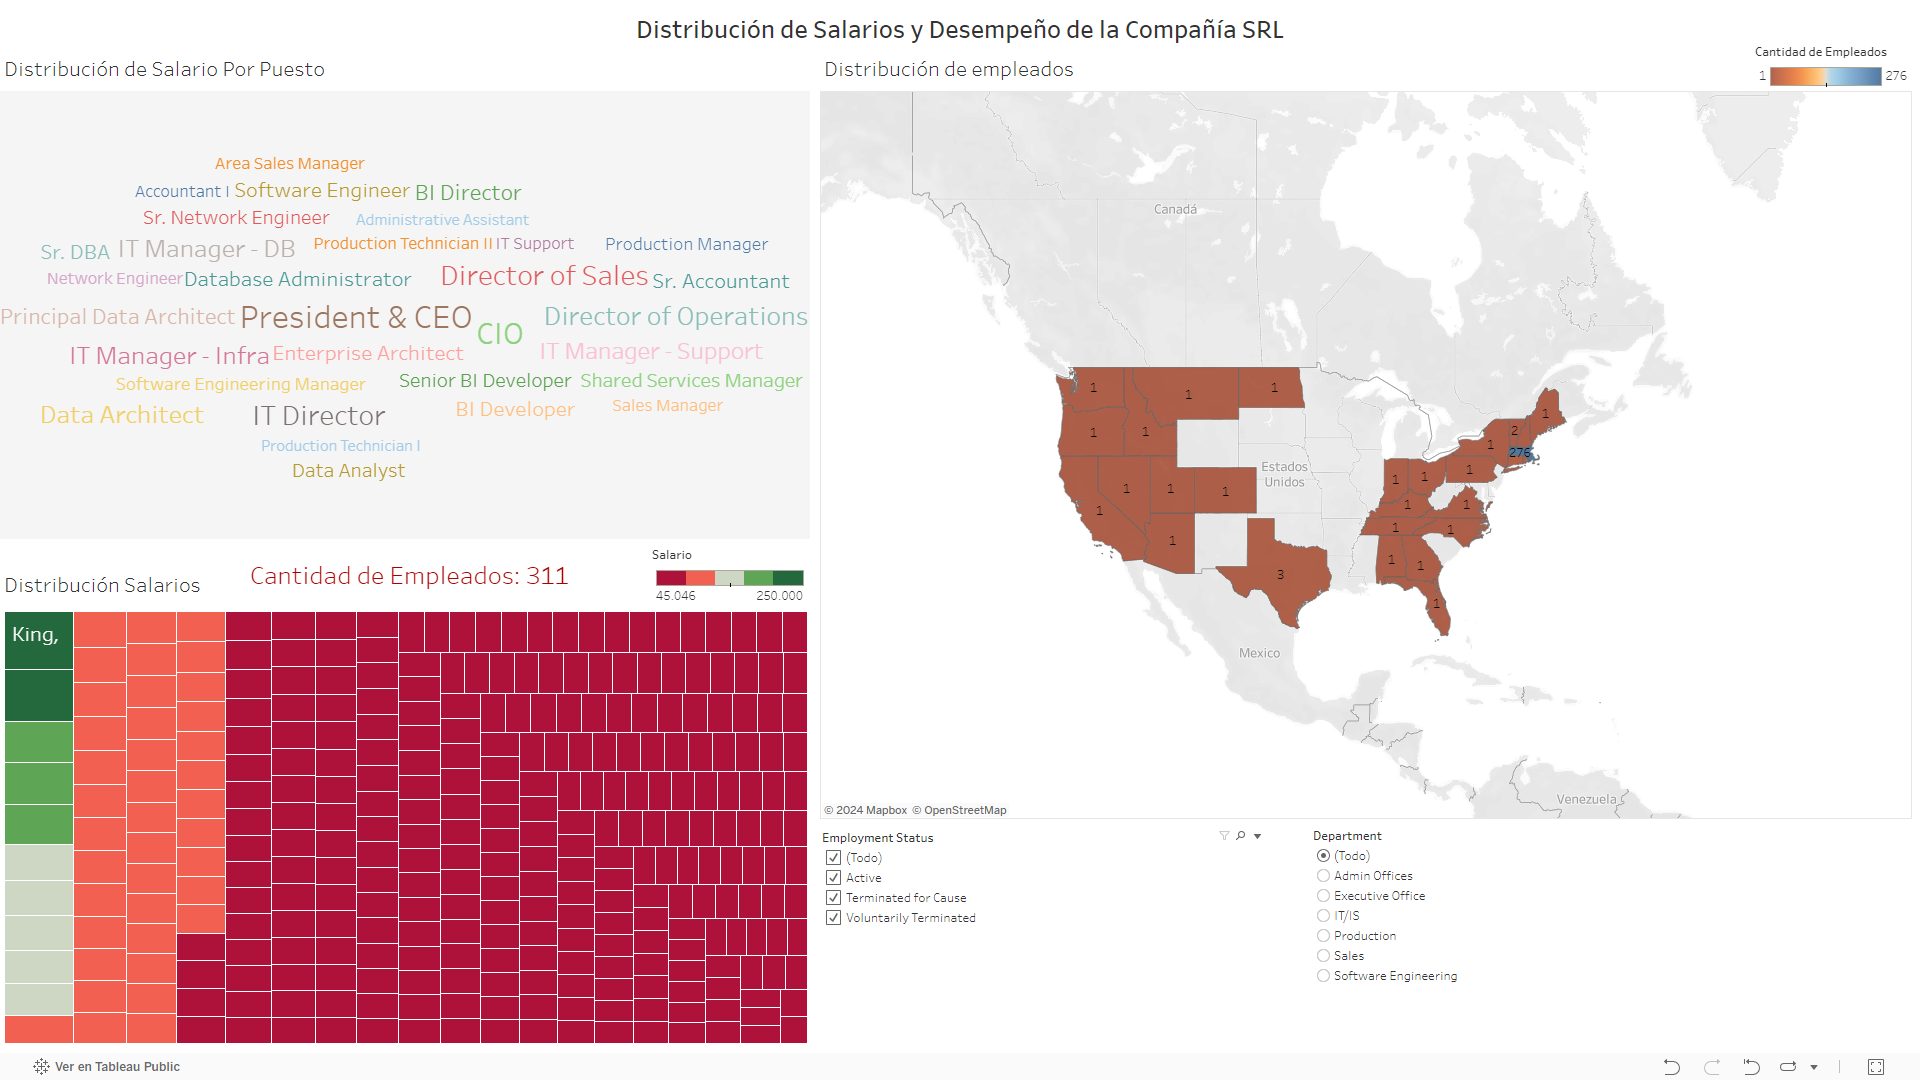 Distribución de Salarios y Desempeño de la Compañía SRL
Distribución de Salario Por Puesto
Area Sales Manager
Accountant I Software Engineer BI Director
Sr. Network Engineer Administrative Assistant
Sr. DBA IT Manager - DB Production Technician II IT Support Production Manager
Network Engineer Database Administrator Director of Sales Sr. Accountant
Principal Data Architect President & CEO CIO Director of Operations
IT Manager - Infra Enterprise Architect IT Manager - Support
Software Engineering Manager Senior BI Developer Shared Services Manager
Data Architect IT Director BI Developer Sales Manager
Production Technician I
Data Analyst
Distribución de empleados
Cantidad de Empleados
1 276
Canadá
1 1 1
1 1
1 1 1 1
1
3
Estados
Unidos
1
2
1
276
1
1 1
1 1
1 1
1 1
1
Mexico
Venezuela
© 2024 Mapbox © OpenStreetMap
Distribución Salarios
Cantidad de Empleados: 311
Salario
45.046 250.000
King,
Employment Status
(Todo)
Active
Terminated for Cause
Voluntarily Terminated
Department
(Todo)
Admin Offices
Executive Office
IT/IS
Production
Sales
Software Engineering
Ver en Tableau Public